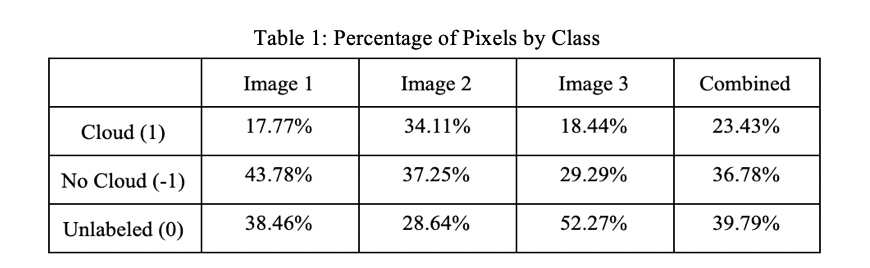 Table 1: Percentage of Pixels by Class
Image 1 Image 2 Image 3 Combined
Cloud (1) 17.77% 34.11% 18.44% 23.43%
No Cloud (-1) 43.78% 37.25% 29.29% 36.78%
Unlabeled (0) 38.46% 28.64% 52.27% 39.79%